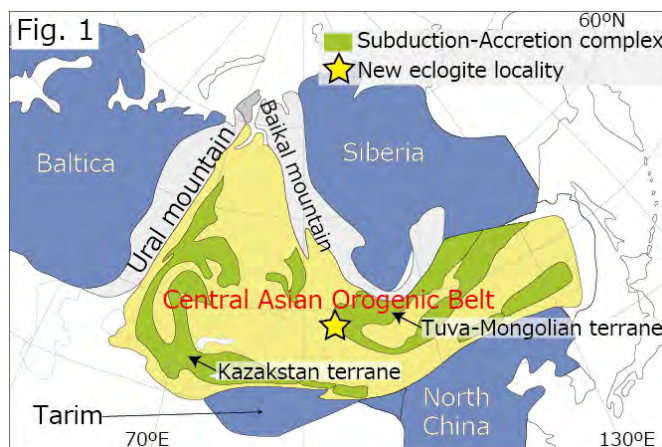 Fig. 1
60ºN
Subduction-Accretion complex
New eclogite locality
Baltica
Ural mountain
Baikal mountain
Siberia
Central Asian Orogenic Belt
Tuva-Mongolian terrane
Kazakstan terrane
Tarim
North
China
70ºE
130ºE